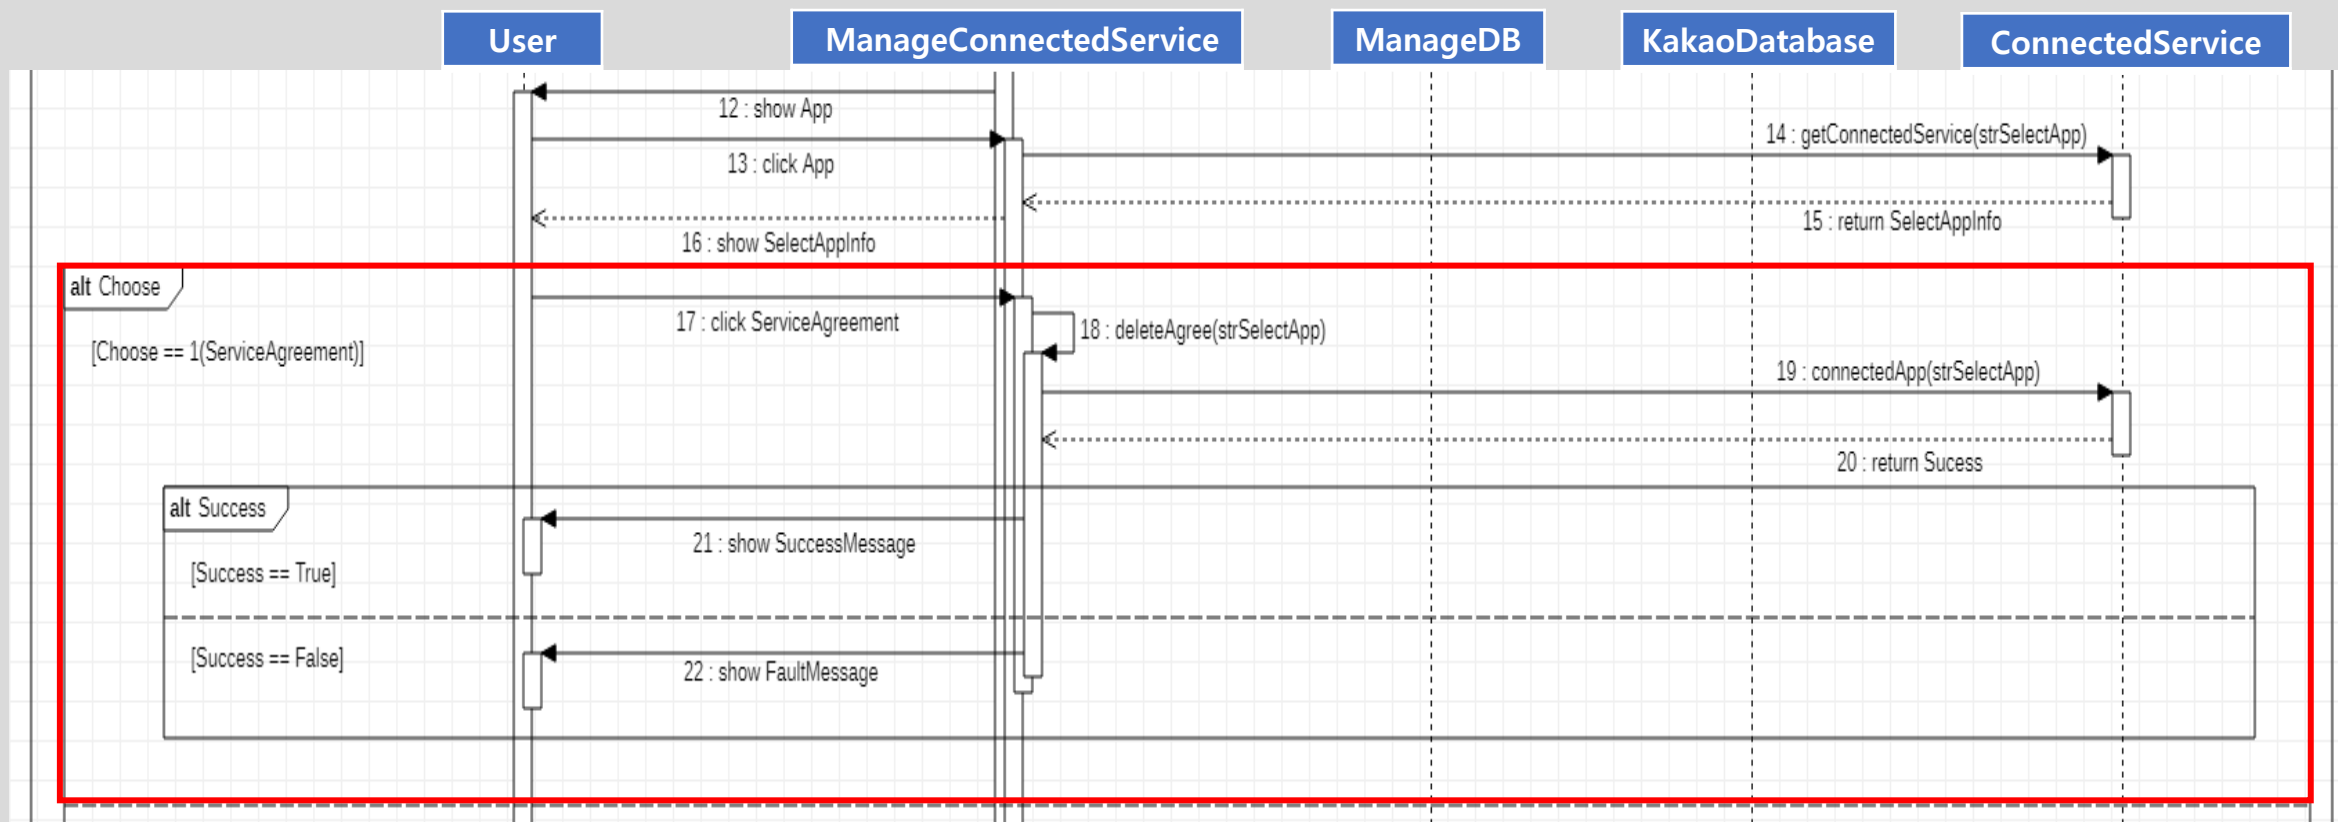 User
ManageConnectedService
ManageDB
KakaoDatabase
ConnectedService
12 : show App
13 : click App
14 : getConnectedService(strSelectApp)
15 : return SelectAppInfo
16 : show SelectAppInfo
alt Choose
17 : click ServiceAgreement
18 : deleteAgree(strSelectApp)
[Choose == 1(ServiceAgreement)]
19 : connectedApp(strSelectApp)
20 : return Sucess
alt Success
21 : show SuccessMessage
[Success == True]
[Success == False]
22 : show FaultMessage